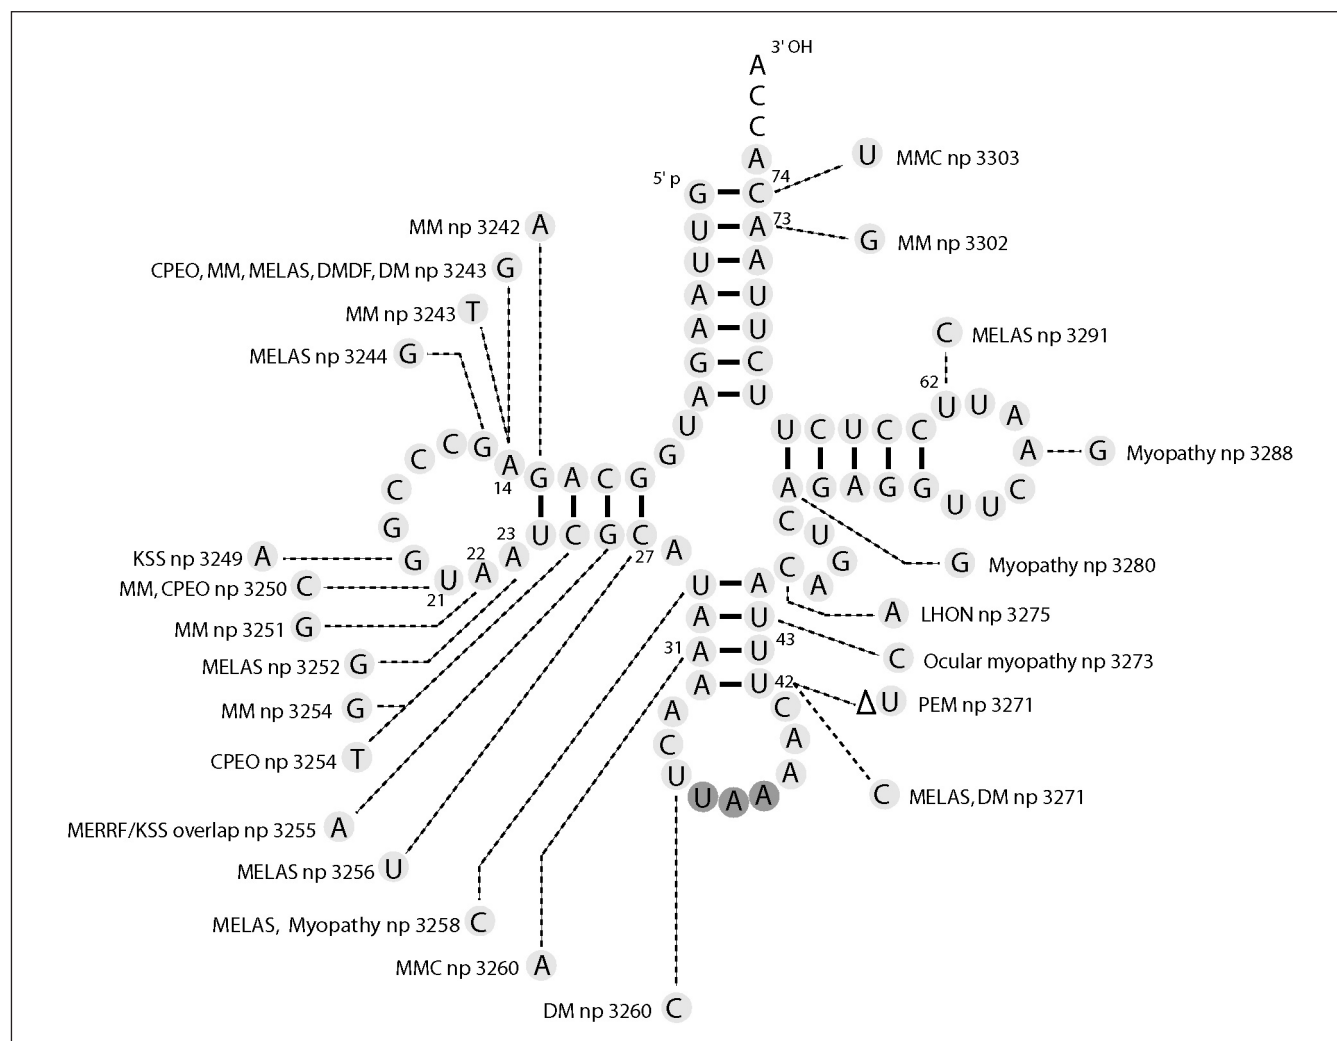 3' OH
A
C
C
A
74
U MMC np 3303
5' p G C
MM np 3242 A
U A 73
G MM np 3302
CPEO, MM, MELAS, DMDF, DM np 3243 G
U A
MM np 3243 T
A U
A U
C MELAS np 3291
MELAS np 3244 G
G C
A U
62
U U A
U
U C U C C
C C G A G A C G G
14
A G Myopathy np 3288
A G A G G U U C
C G G U A A U C G C A
21 22 23 27
C U G A C
KSS np 3249 A
MM, CPEO np 3250 C
G Myopathy np 3280
U A
A LHON np 3275
MM np 3251 G
A U
31 A U 43
MELAS np 3252 G
C Ocular myopathy np 3273
A U 42
MM np 3254 G
ΔU PEM np 3271
A C
C A
CPEO np 3254 T
U U A A A
C MELAS, DM np 3271
MERRF/KSS overlap np 3255 A
MELAS np 3256 U
MELAS, Myopathy np 3258 C
MMC np 3260 A
DM np 3260 C